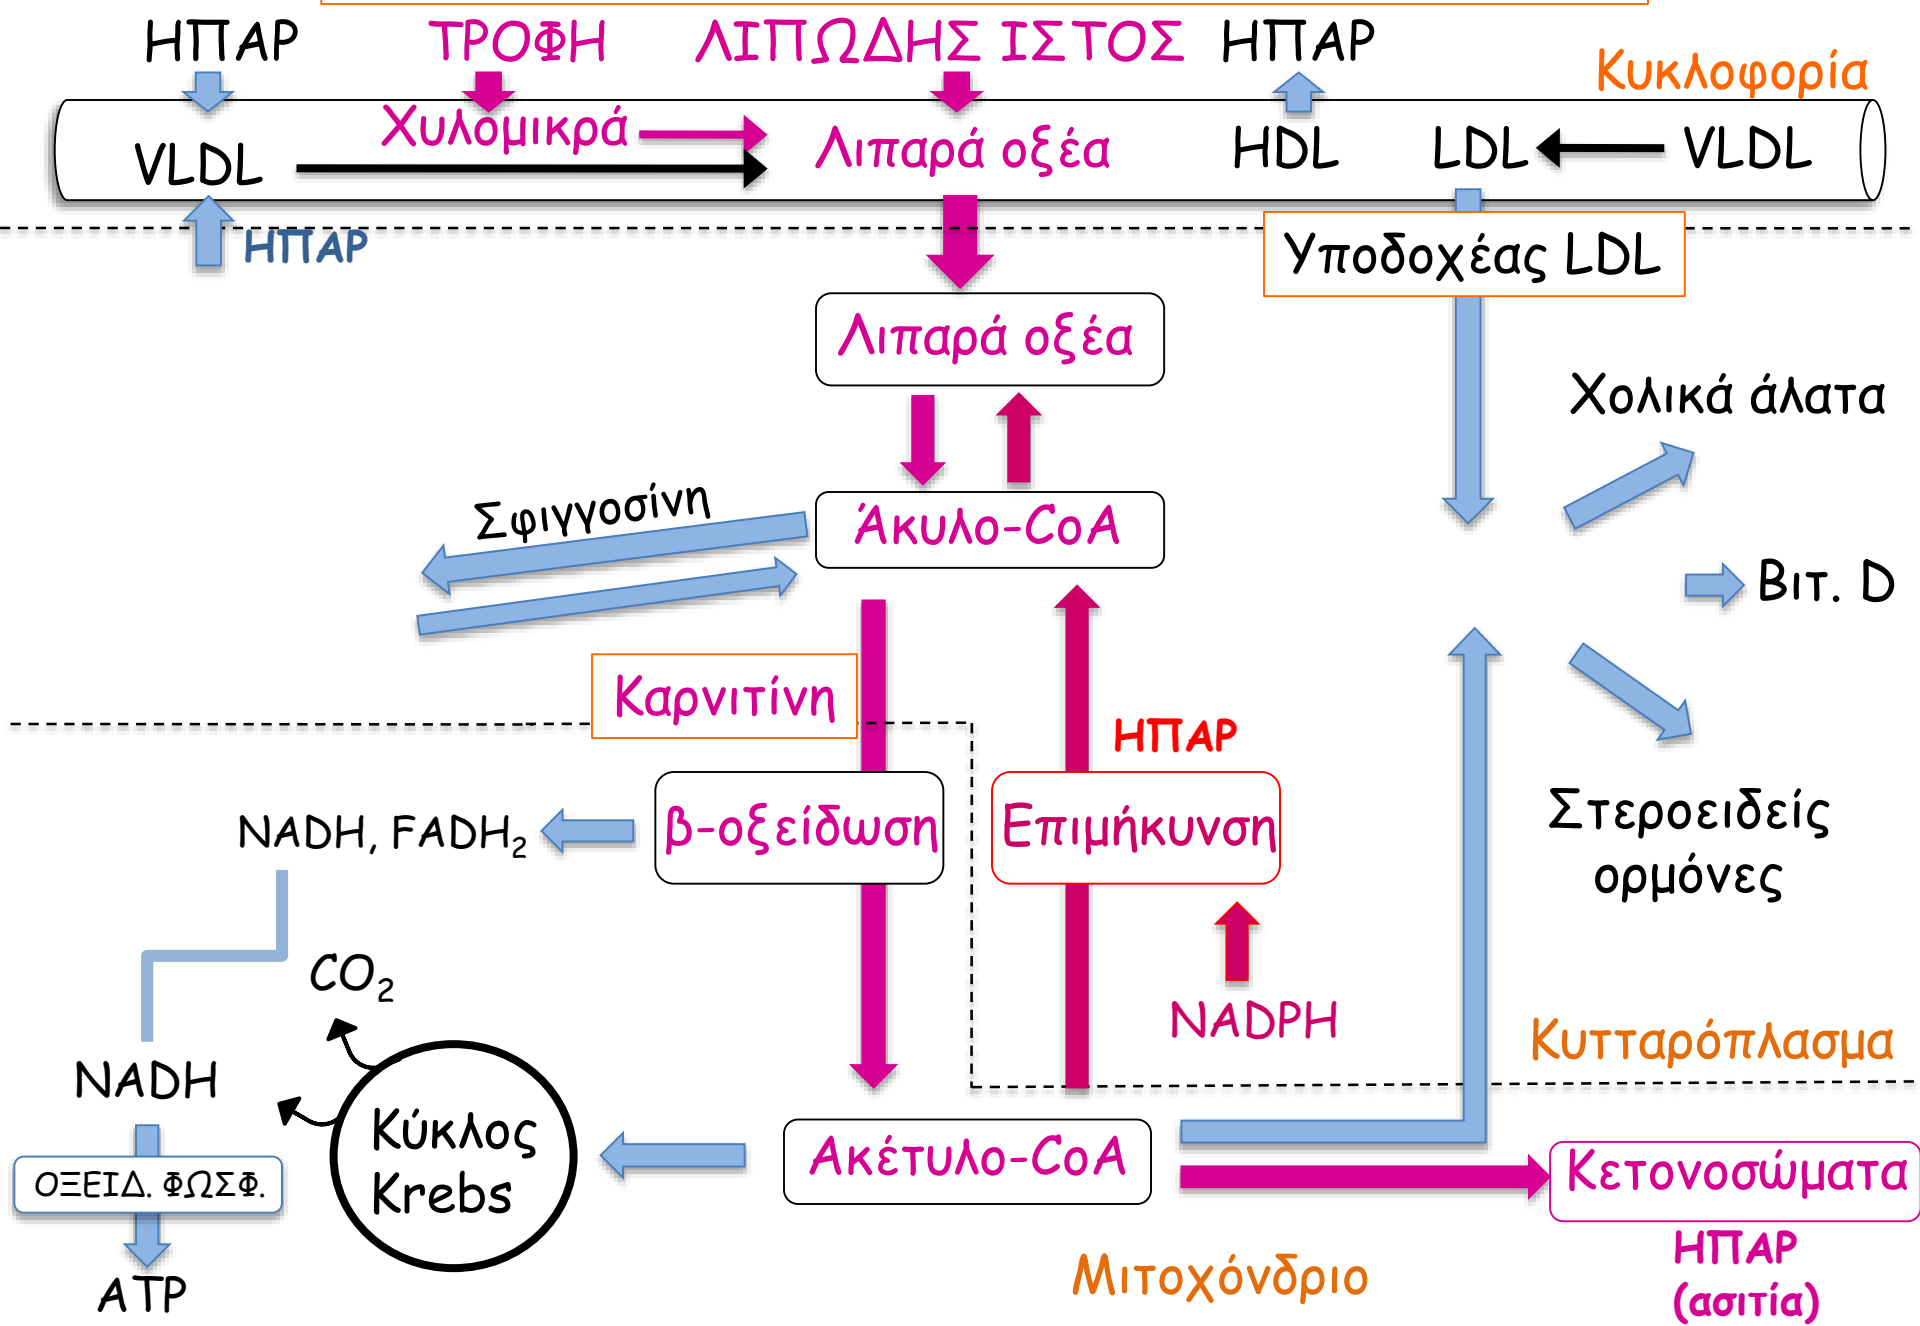 ΗΠΑΡ
ΤΡΟΦΗ
ΛΙΠΩΔΗΣ ΙΣΤΟΣ
ΗΠΑΡ
Κυκλοφορία
Χυλομικρά
VLDL
Λιπαρά οξέα
HDL
LDL
VLDL
ΗΠΑΡ
Υποδοχέας LDL
Λιπαρά οξέα
Χολικά άλατα
Σφιγγοσίνη
Άκυλο-CoA
Βιτ. D
Καρνιτίνη
ΗΠΑΡ
β-οξείδωση
Επιμήκυνση
NADH, FADH₂
Στεροειδείς
ορμόνες
CO₂
NADPH
Κυτταρόπλασμα
NADH
Κύκλος
Krebs
Ακέτυλο-CoA
Κετονοσώματα
ΟΞΕΙΔ. ΦΩΣΦ.
ΗΠΑΡ
(ασιτία)
Μιτοχόνδριο
ATP